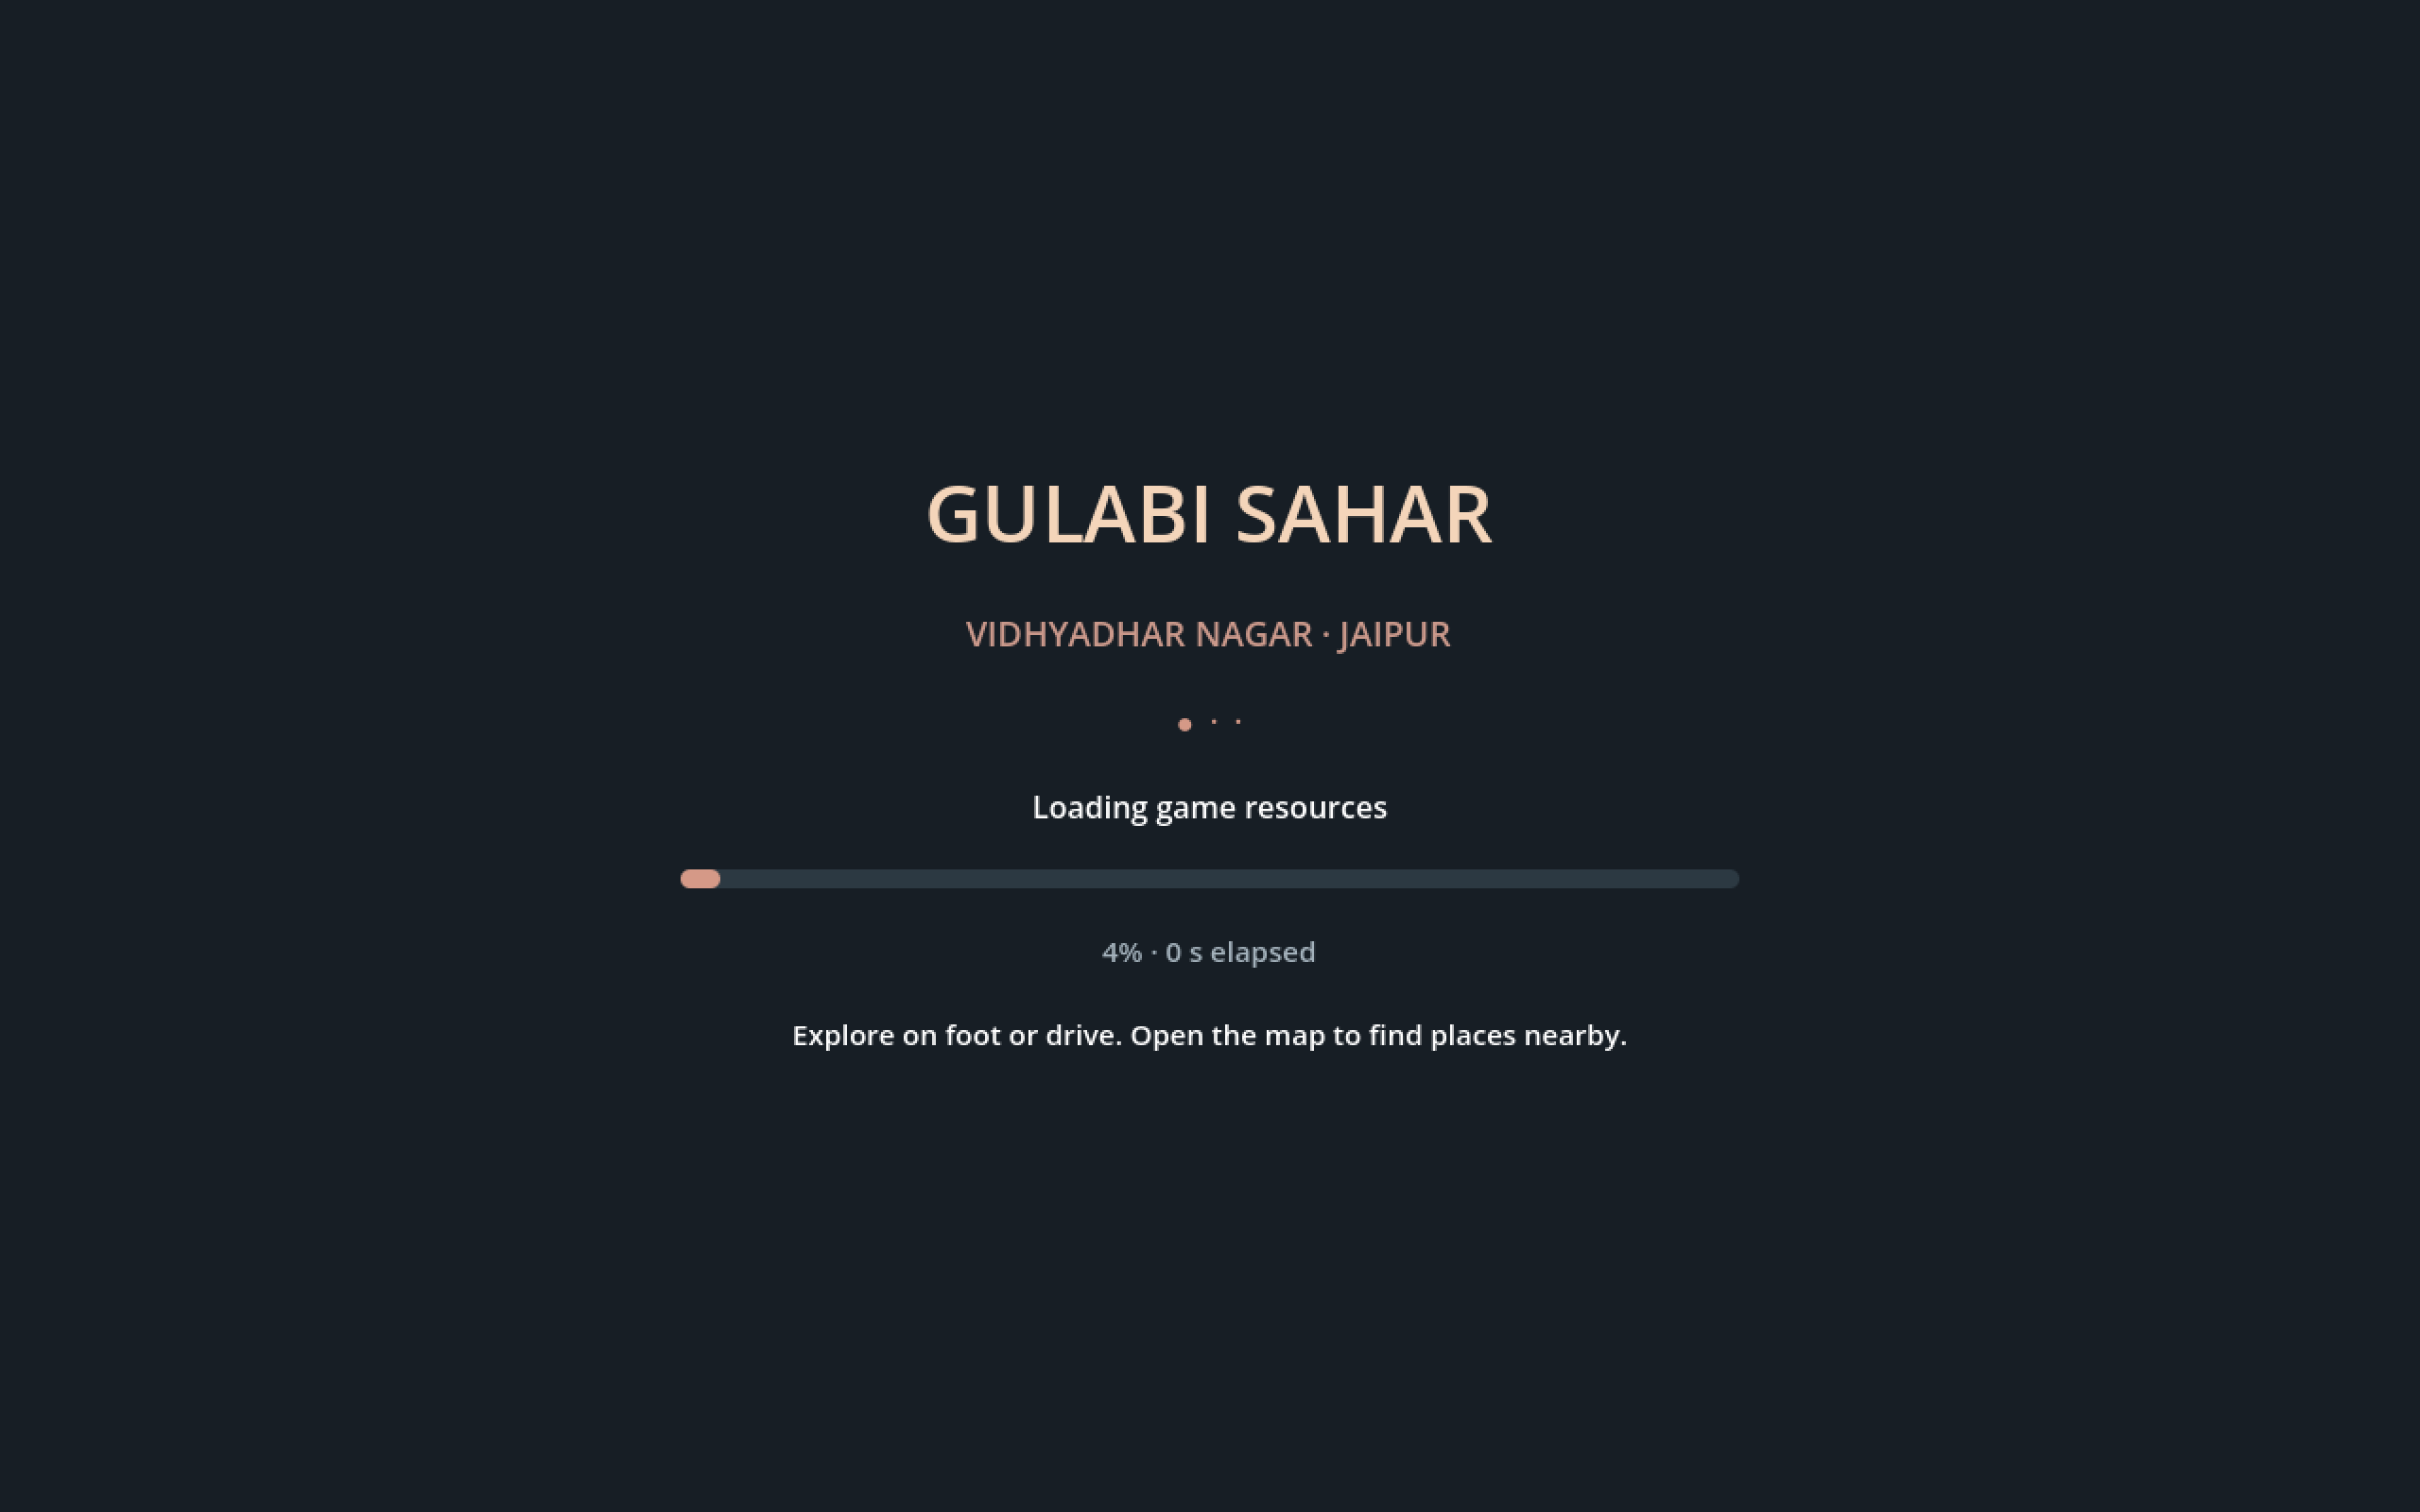 GULABI SAHAR
VIDHYADHAR NAGAR · JAIPUR
Loading game resources
4% · 0 s elapsed
Explore on foot or drive. Open the map to find places nearby.